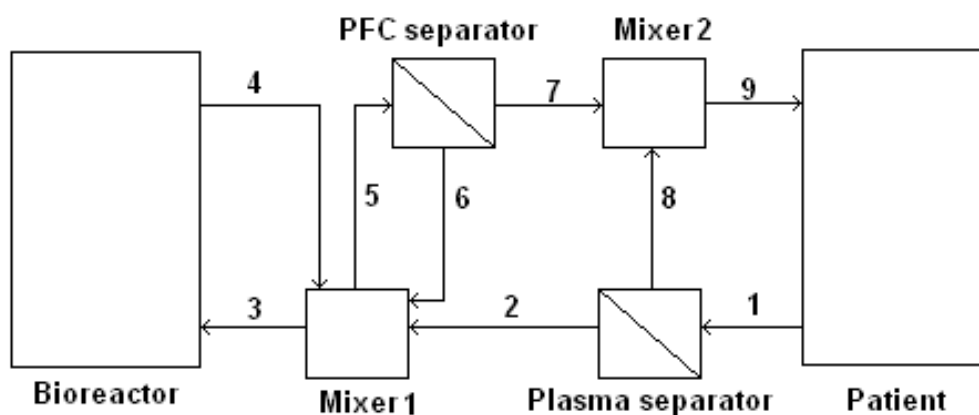 PFC separator
Mixer2
4
7
9
5
6
8
3
2
1
Bioreactor
Mixer1
Plasma separator
Patient